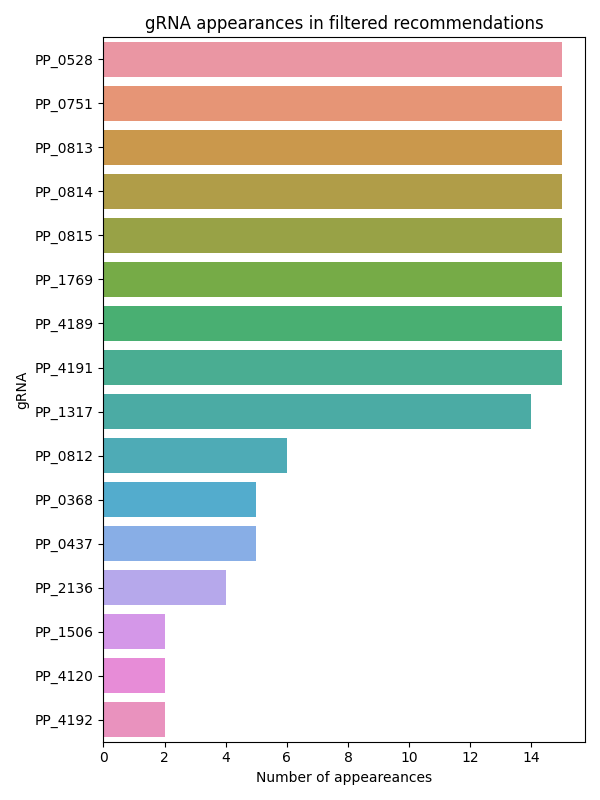 gRNA appearances in filtered recommendations
PP_0528
PP_0751
PP_0813
PP_0814
PP_0815
PP_1769
PP_4189
PP_4191
PP_1317
PP_0812
PP_0368
PP_0437
PP_2136
PP_1506
PP_4120
PP_4192
gRNA
0 2 4 6 8 10 12 14
Number of appeareances